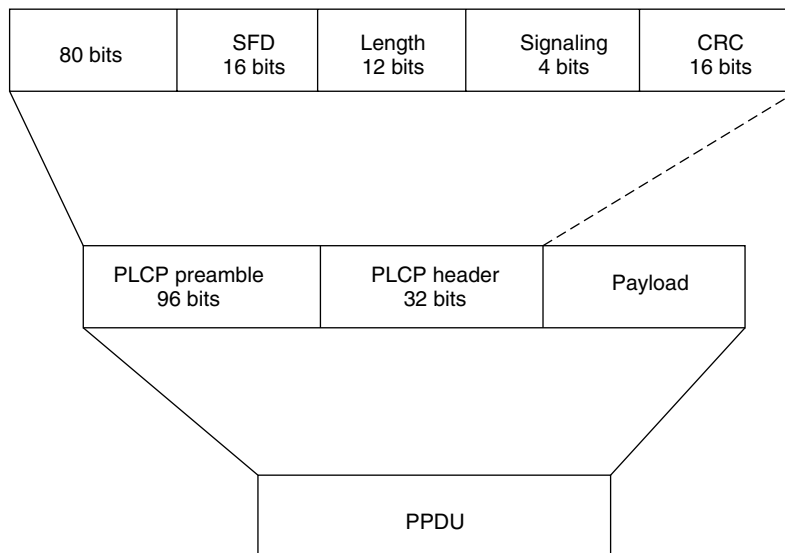 80 bits
SFD
16 bits
Length
12 bits
Signaling
4 bits
CRC
16 bits
PLCP preamble
96 bits
PLCP header
32 bits
Payload
PPDU